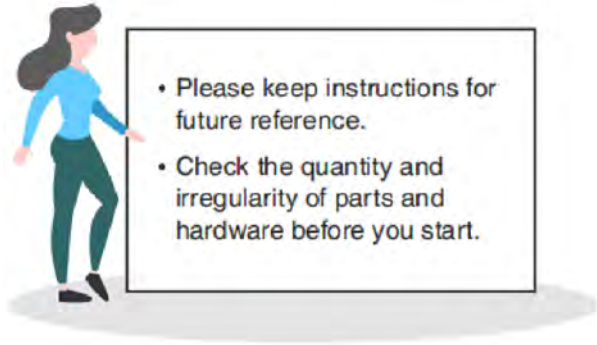 • Please keep instructions for
future reference.
• Check the quantity and
irregularity of parts and
hardware before you start.